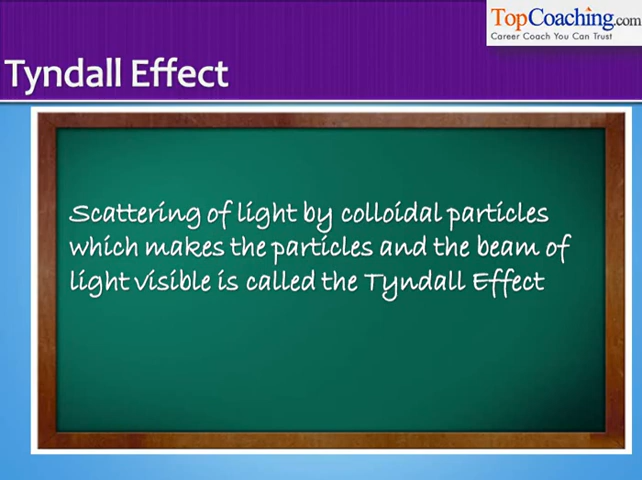 TopCoaching.com
Career Coach You Can Trust
Tyndall Effect
Scattering of light by colloidal particles
which makes the particles and the beam of
light visible is called the Tyndall Effect